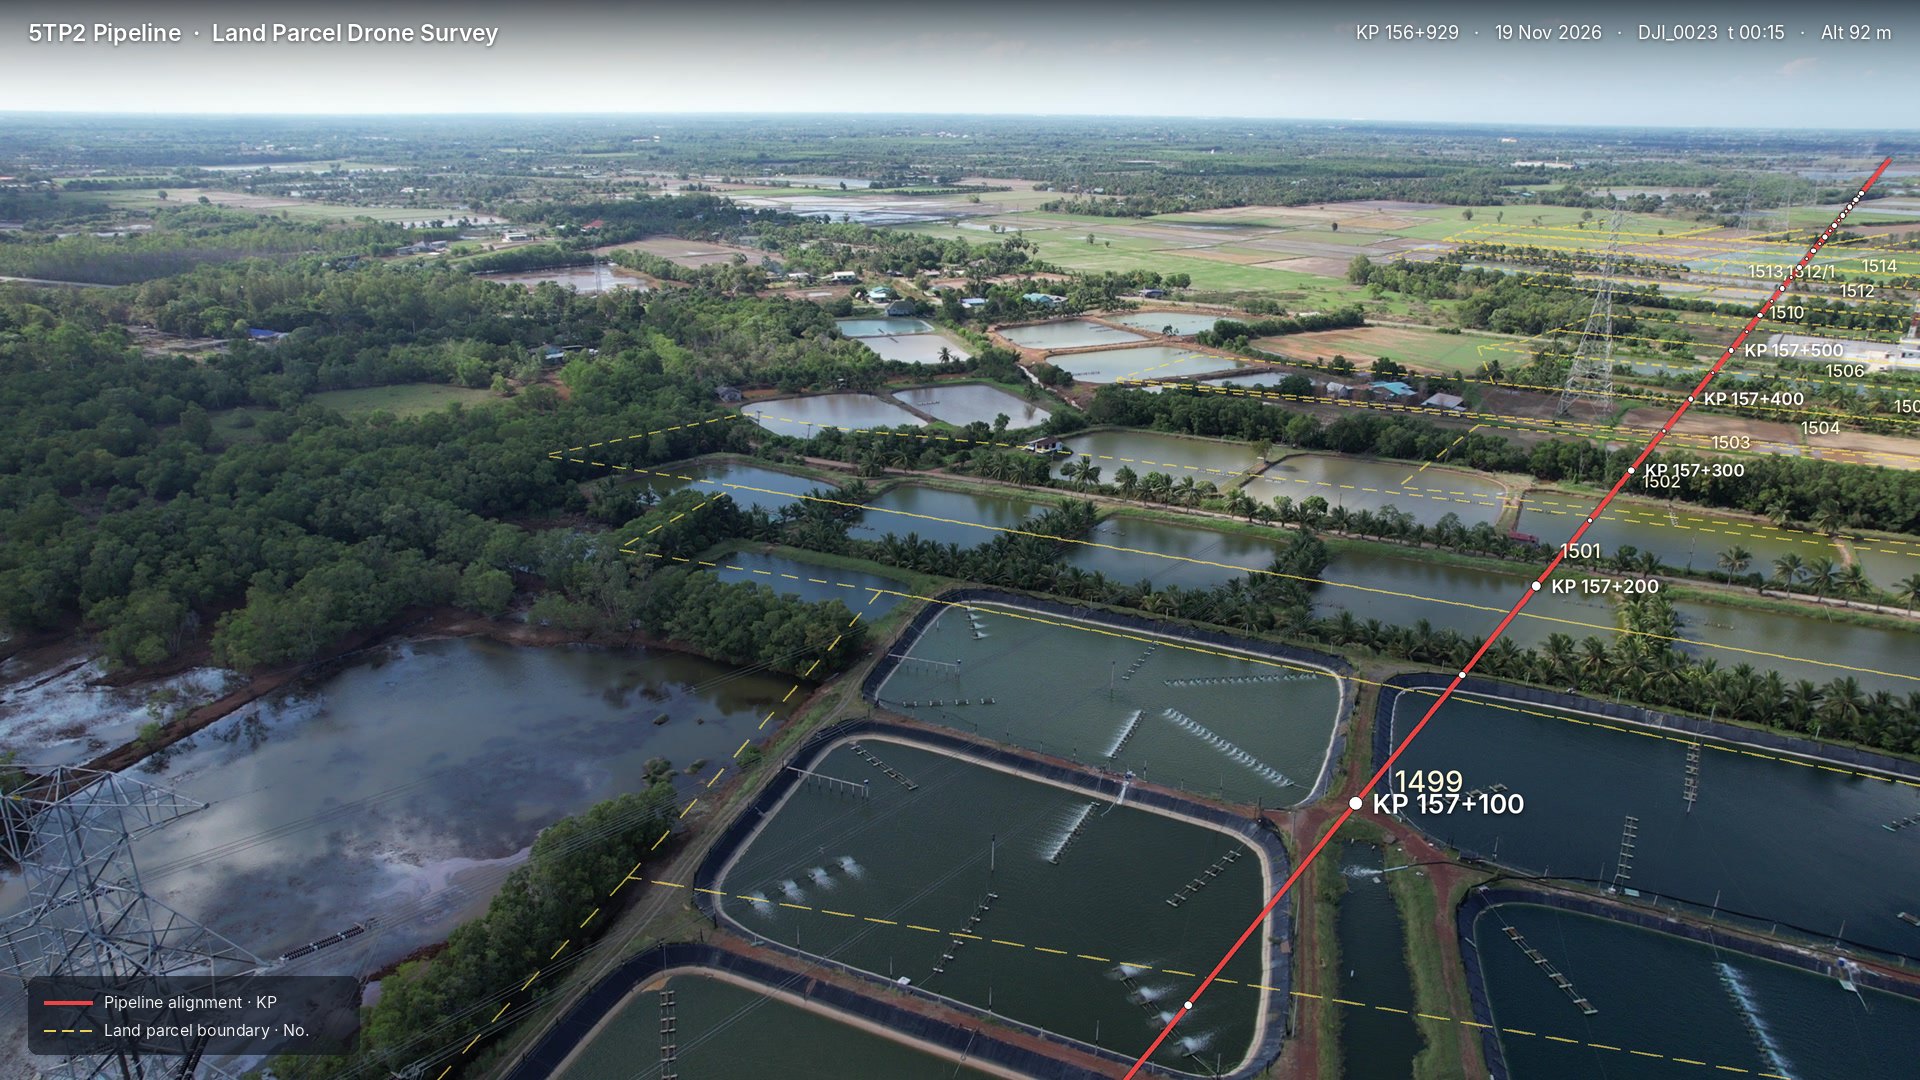 5TP2 Pipeline · Land Parcel Drone Survey
KP 156+929 · 19 Nov 2026 · DJI_0023 t 00:15 · Alt 92 m
1514
1513,1512/1
1512
1510
KP 157+500
1506
KP 157+400
1504
1503
KP 157+300
1502
1501
KP 157+200
1499
KP 157+100
Pipeline alignment · KP
Land parcel boundary · No.